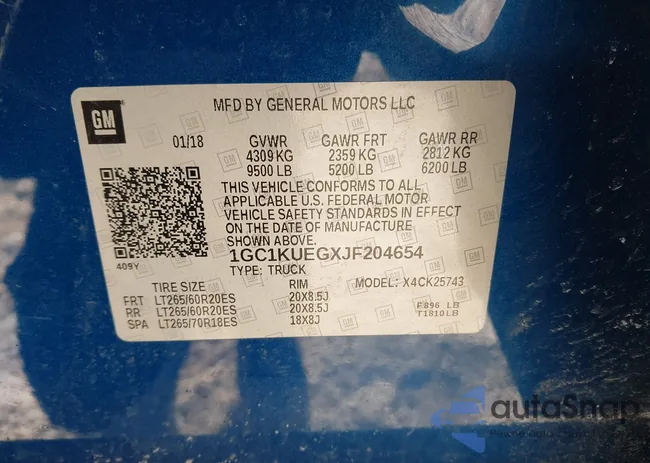 GM
MFD BY GENERAL MOTORS LLC
01/18 GVWR GAWR FRT GAWR RR
4309 KG 2359 KG 2812 KG
9500 LB 5200 LB 6200 LB
THIS VEHICLE CONFORMS TO ALL
APPLICABLE U.S. FEDERAL MOTOR
VEHICLE SAFETY STANDARDS IN EFFECT
ON THE DATE OF MANUFACTURE
SHOWN ABOVE.
409Y
1GC1KUEGXJF204654
TYPE: TRUCK MODEL: X4CK25743
TIRE SIZE RIM
FRT LT265/60R20ES 20X8.5J
RR LT265/60R20ES 20X8.5J F896 LB
SPA LT265/70R18ES 18X8J T1810LB
autoSnap